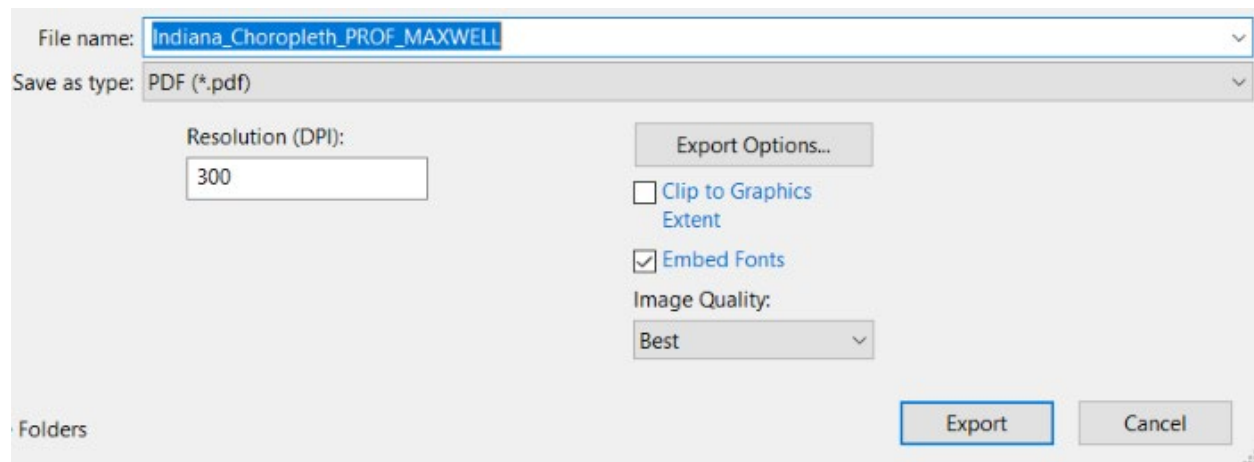 File name: Indiana_Choropleth_PROF_MAXWELL
Save as type: PDF (*.pdf)
Resolution (DPI):
300
Export Options...
Clip to Graphics
Extent
Embed Fonts
Image Quality:
Best
Folders
Export Cancel